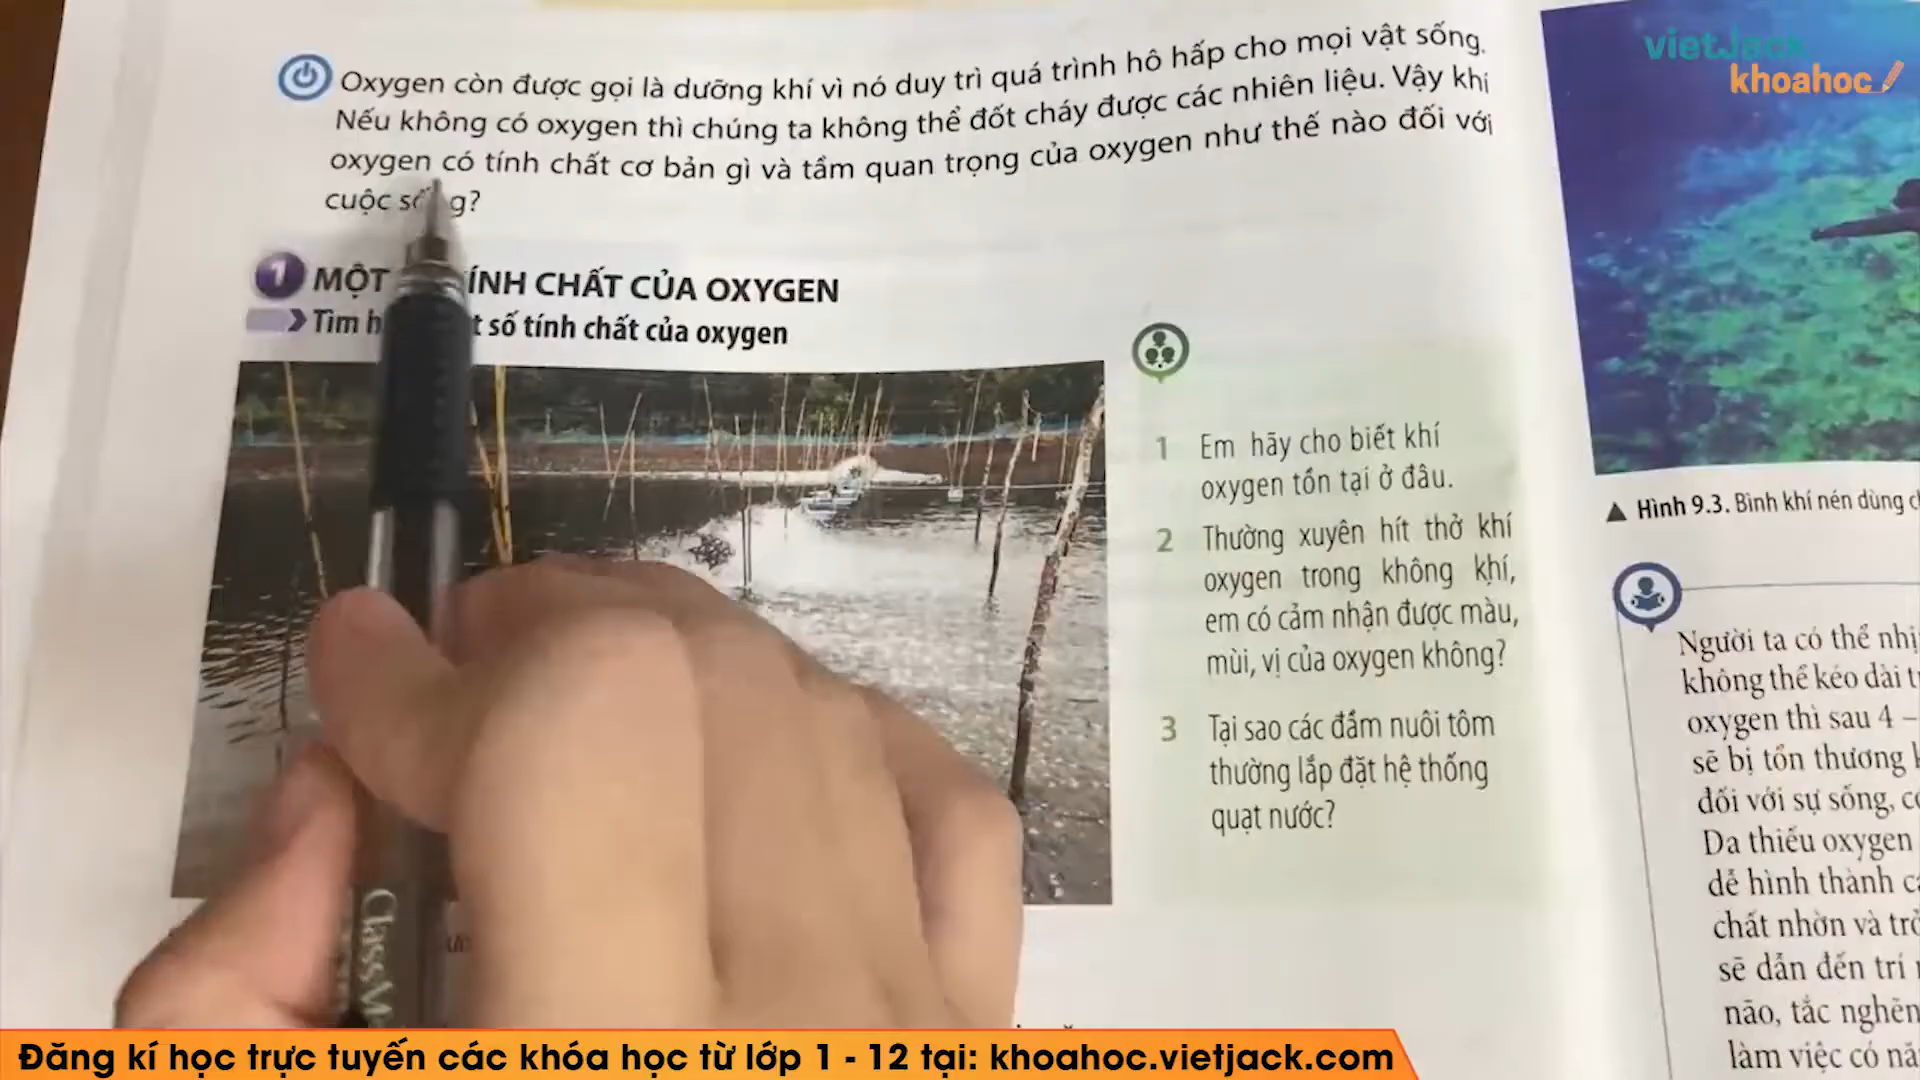 Oxygen còn được gọi là dưỡng khí vì nó duy trì quá trình hô hấp cho mọi vật sống.
Nếu không có oxygen thì chúng ta không thể đốt cháy được các nhiên liệu. Vậy khí
oxygen có tính chất cơ bản gì và tầm quan trọng của oxygen như thế nào đối với
cuộc
1 MỘT ÍNH CHẤT CỦA OXYGEN
Tìm số tính chất của oxygen
1 Em hãy cho biết khí
oxygen tồn tại ở đâu.
2 Thường xuyên hít thở khí
oxygen trong không khí,
em có cảm nhận được màu,
mùi, vị của oxygen không?
3 Tại sao các đầm nuôi tôm
thường lắp đặt hệ thống
quạt nước?
vietJack
khoahoc
▲ Hình 9.3. Bình khí nén dùng
Người ta có thể
không thể kéo dài
oxygen thì sau 4 –
sẽ bị tổn thương
đối với sự sống,
Da thiếu oxygen
dễ hình thành
chất nhờn và
sẽ dẫn đến trí
não, tắc nghẽn
làm việc có
Đăng kí học trực tuyến các khóa học từ lớp 1 - 12 tại: khoahoc.vietjack.com